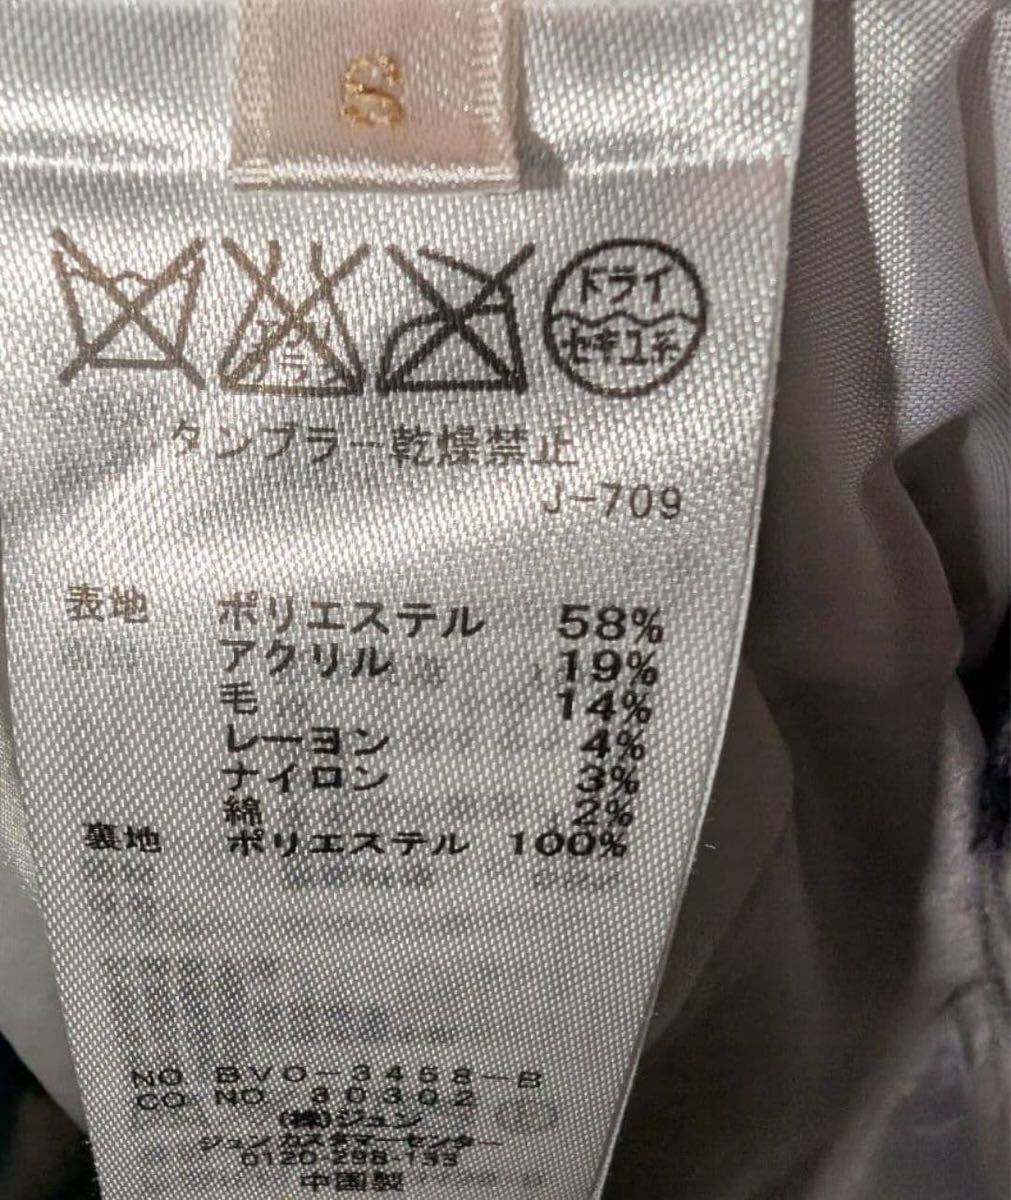 S
ドライ
セキユ系
タンブラー乾燥禁止
J-709
表地 ポリエステル 58%
アクリル 19%
毛 14%
レーヨン 4%
ナイロン 3%
綿 2%
裏地 ポリエステル 100%
NO. BVO-3458-B
CO. NO. 30302
(株)ジュン
ジュンカスタマーセンター
0120-298-133
中国製